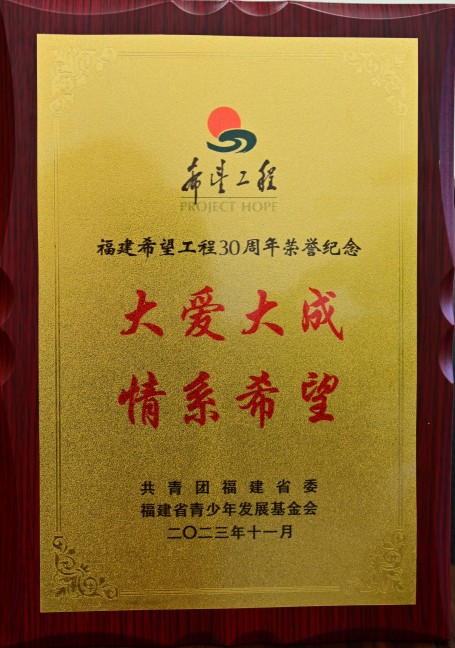 希望工程
PROJECT HOPE
福建希望工程30周年荣誉纪念
大爱大成
情系希望
共青团福建省委
福建省青少年发展基金会
二〇二三年十一月